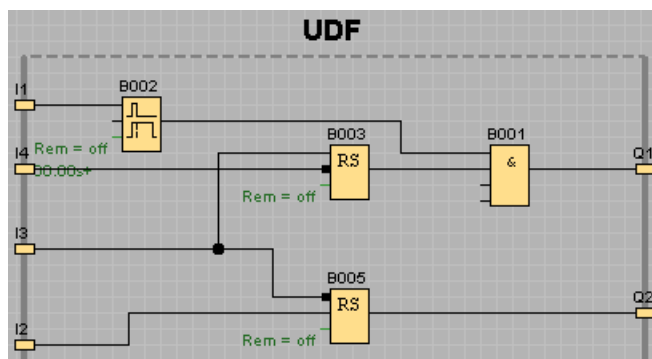 UDF
I1
B002
Rem = off
00.00s+
I4
B003
RS
Rem = off
B001
&
Q1
I3
B005
RS
Rem = off
Q2
I2